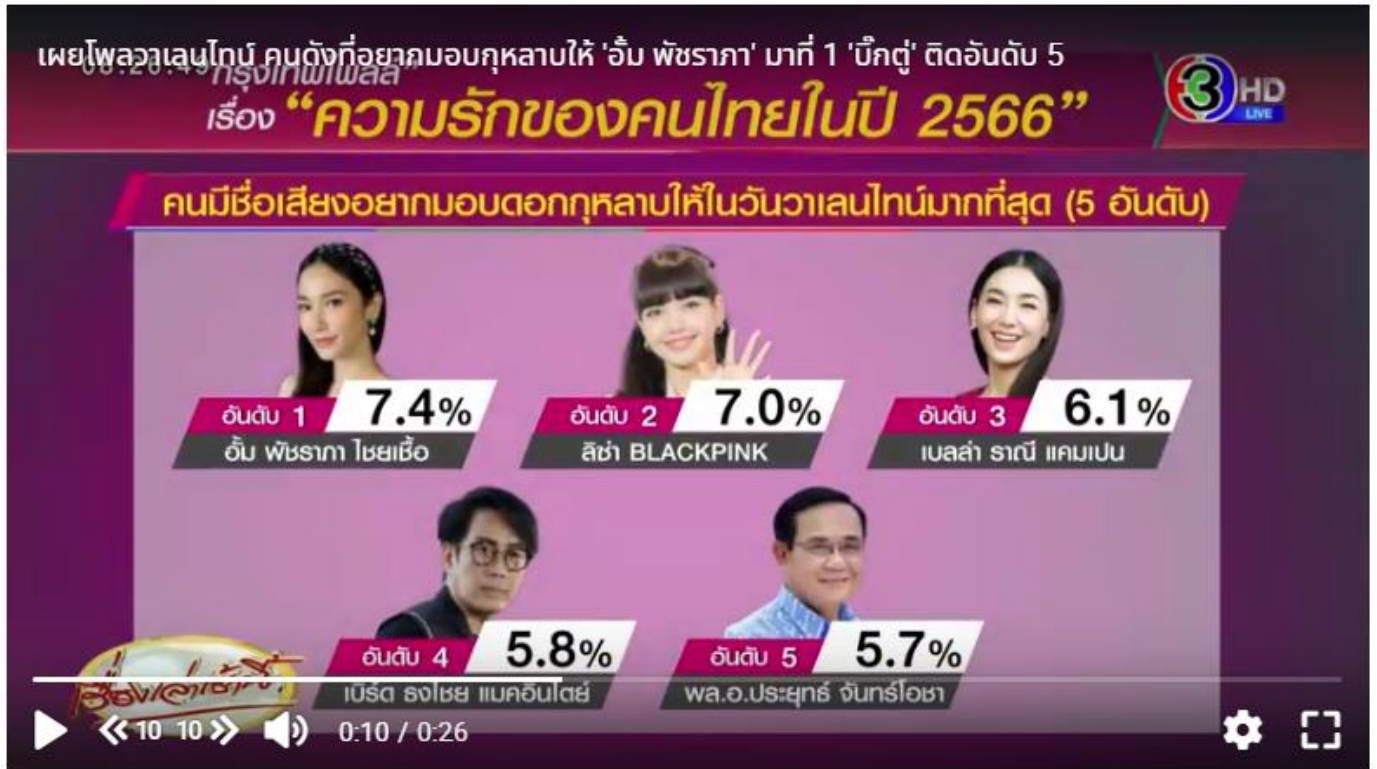 เผยโพลวาเลนไทน์ คนดังที่อยากมอบกุหลาบให้ 'อั้ม พัชราภา' มาที่ 1 'บิ๊กตู่' ติดอันดับ 5
เรื่อง “ความรักของคนไทยในปี 2566”
3 HD
LIVE
คนมีชื่อเสียงอยากมอบดอกกุหลาบให้ในวันวาเลนไทน์มากที่สุด (5 อันดับ)
อันดับ 1 7.4%
อั้ม พัชราภา ไชยเชื้อ
อันดับ 2 7.0%
ลิซ่า BLACKPINK
อันดับ 3 6.1%
เบลล่า ราณี แคมเปน
อันดับ 4 5.8%
เบิร์ด ธงไชย แมคอินไตย์
อันดับ 5 5.7%
พล.อ.ประยุทธ์ จันทร์โอชา
เรื่องเล่าเช้านี้
10 10 0:10 / 0:26